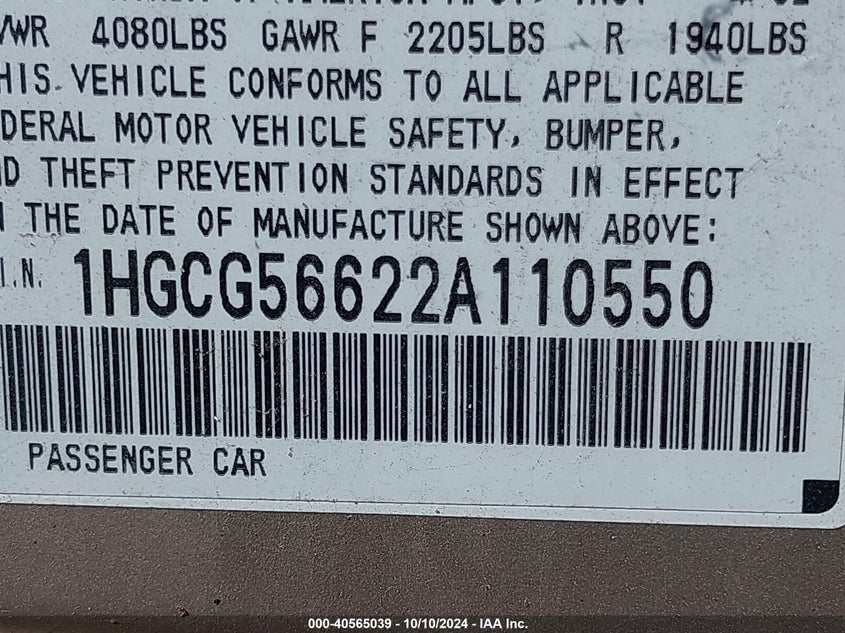 VWR 4080LBS GAWR F 2205LBS R 1940LBS
HIS VEHICLE CONFORMS TO ALL APPLICABLE
DERAL MOTOR VEHICLE SAFETY, BUMPER,
D THEFT PREVENTION STANDARDS IN EFFECT
THE DATE OF MANUFACTURE SHOWN ABOVE:
I.N. 1HGCG56622A110550
PASSENGER CAR
000-40565039 - 10/10/2024 - IAA Inc.